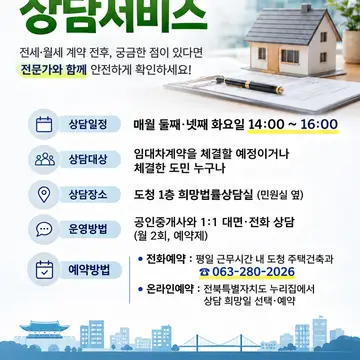 상담서비스
전세·월세 계약 전후, 궁금한 점이 있다면
전문가와 함께 안전하게 확인하세요!
상담일정 매월 둘째·넷째 화요일 14:00 ~ 16:00
상담대상 임대차계약을 체결할 예정이거나
체결한 도민 누구나
상담장소 도청 1층 희망법률상담실 (민원실 옆)
운영방법 공인중개사와 1:1 대면·전화 상담
(월 2회, 예약제)
예약방법 • 전화예약 : 평일 근무시간 내 도청 주택건축과
☎ 063-280-2026
• 온라인예약 : 전북특별자치도 누리집에서
상담 희망일 선택·예약